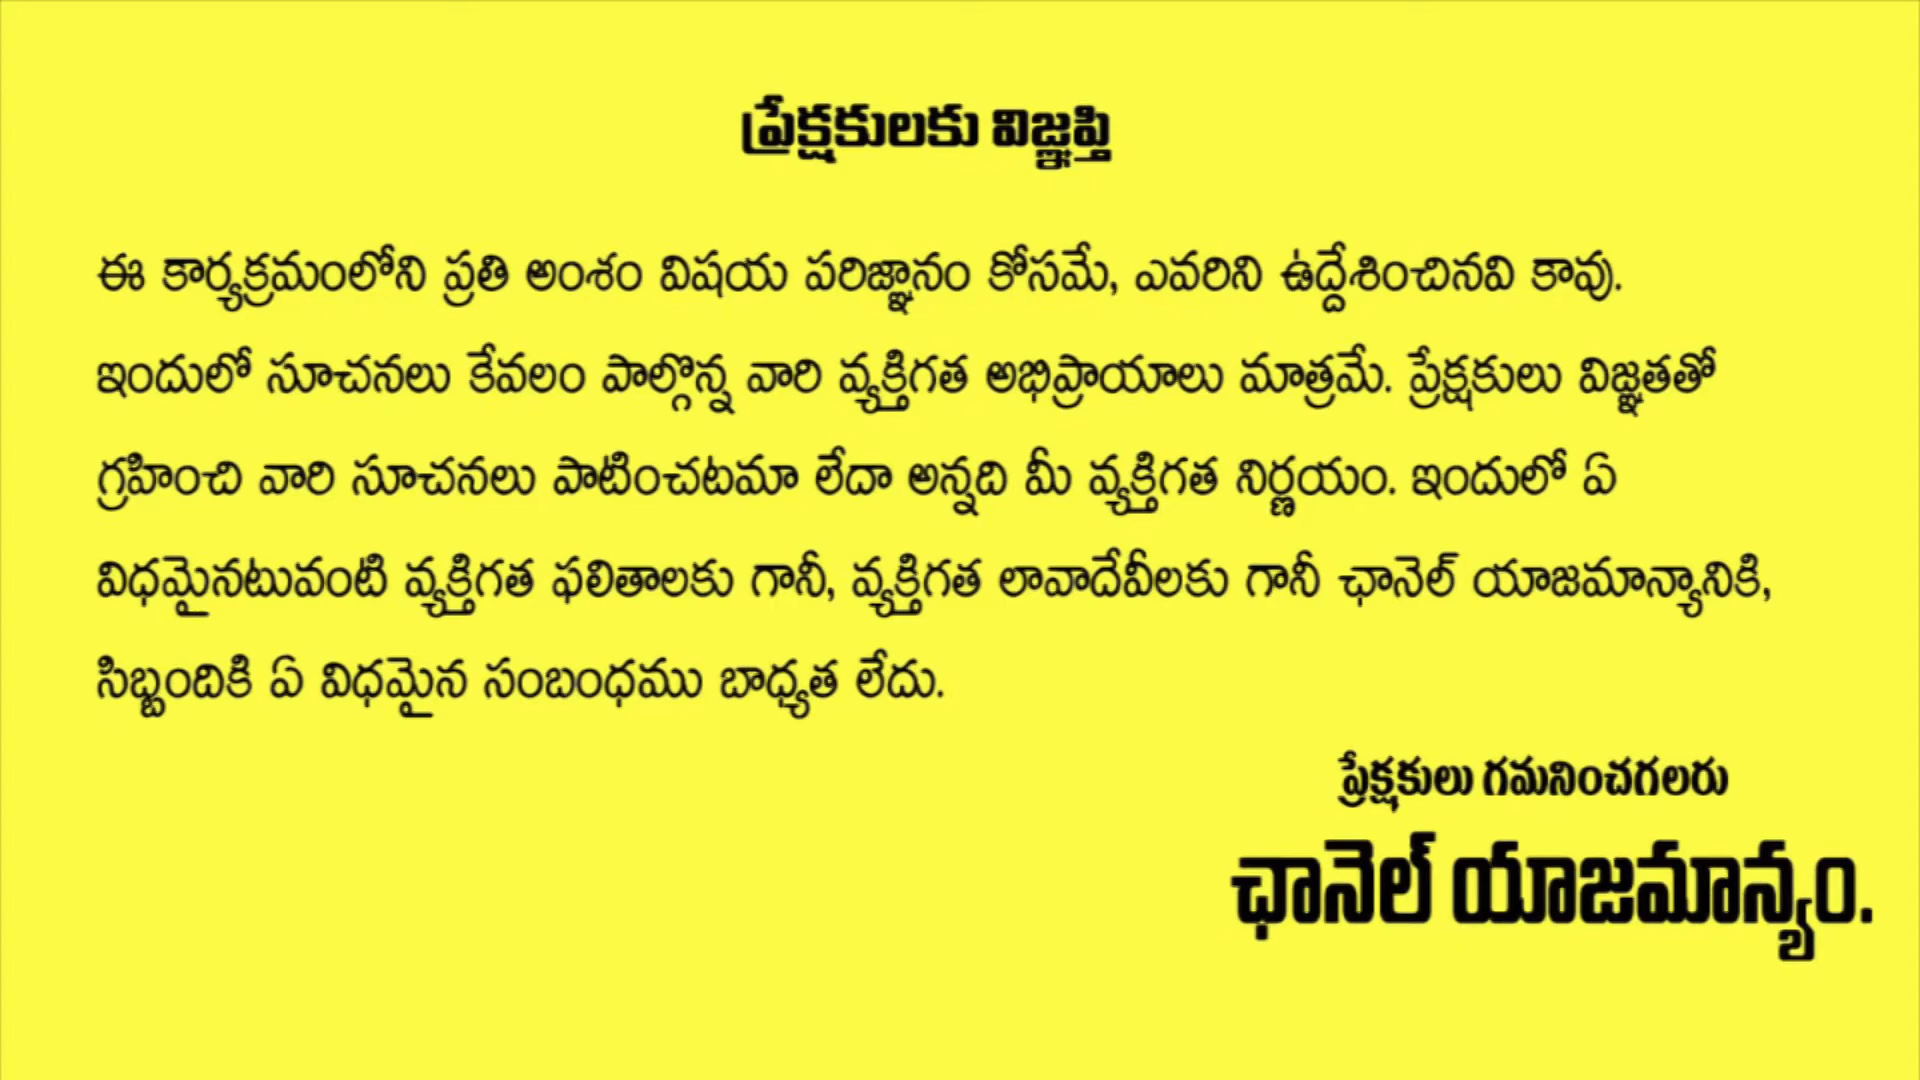 ప్రేక్షకులకు విజ్ఞప్తి
ఈ కార్యక్రమంలోని ప్రతి అంశం విషయ పరిజ్ఞానం కోసమే, ఎవరిని ఉద్దేశించినవి కావు.
ఇందులో సూచనలు కేవలం పాల్గొన్న వారి వ్యక్తిగత అభిప్రాయాలు మాత్రమే. ప్రేక్షకులు విజ్ఞతతో
గ్రహించి వారి సూచనలు పాటించటమా లేదా అన్నది మీ వ్యక్తిగత నిర్ణయం. ఇందులో ఏ
విధమైనటువంటి వ్యక్తిగత ఫలితాలకు గానీ, వ్యక్తిగత లావాదేవీలకు గానీ ఛానెల్ యాజమాన్యానికి,
సిబ్బందికి ఏ విధమైన సంబంధము బాధ్యత లేదు.
ప్రేక్షకులు గమనించగలరు
ఛానెల్ యాజమాన్యం.